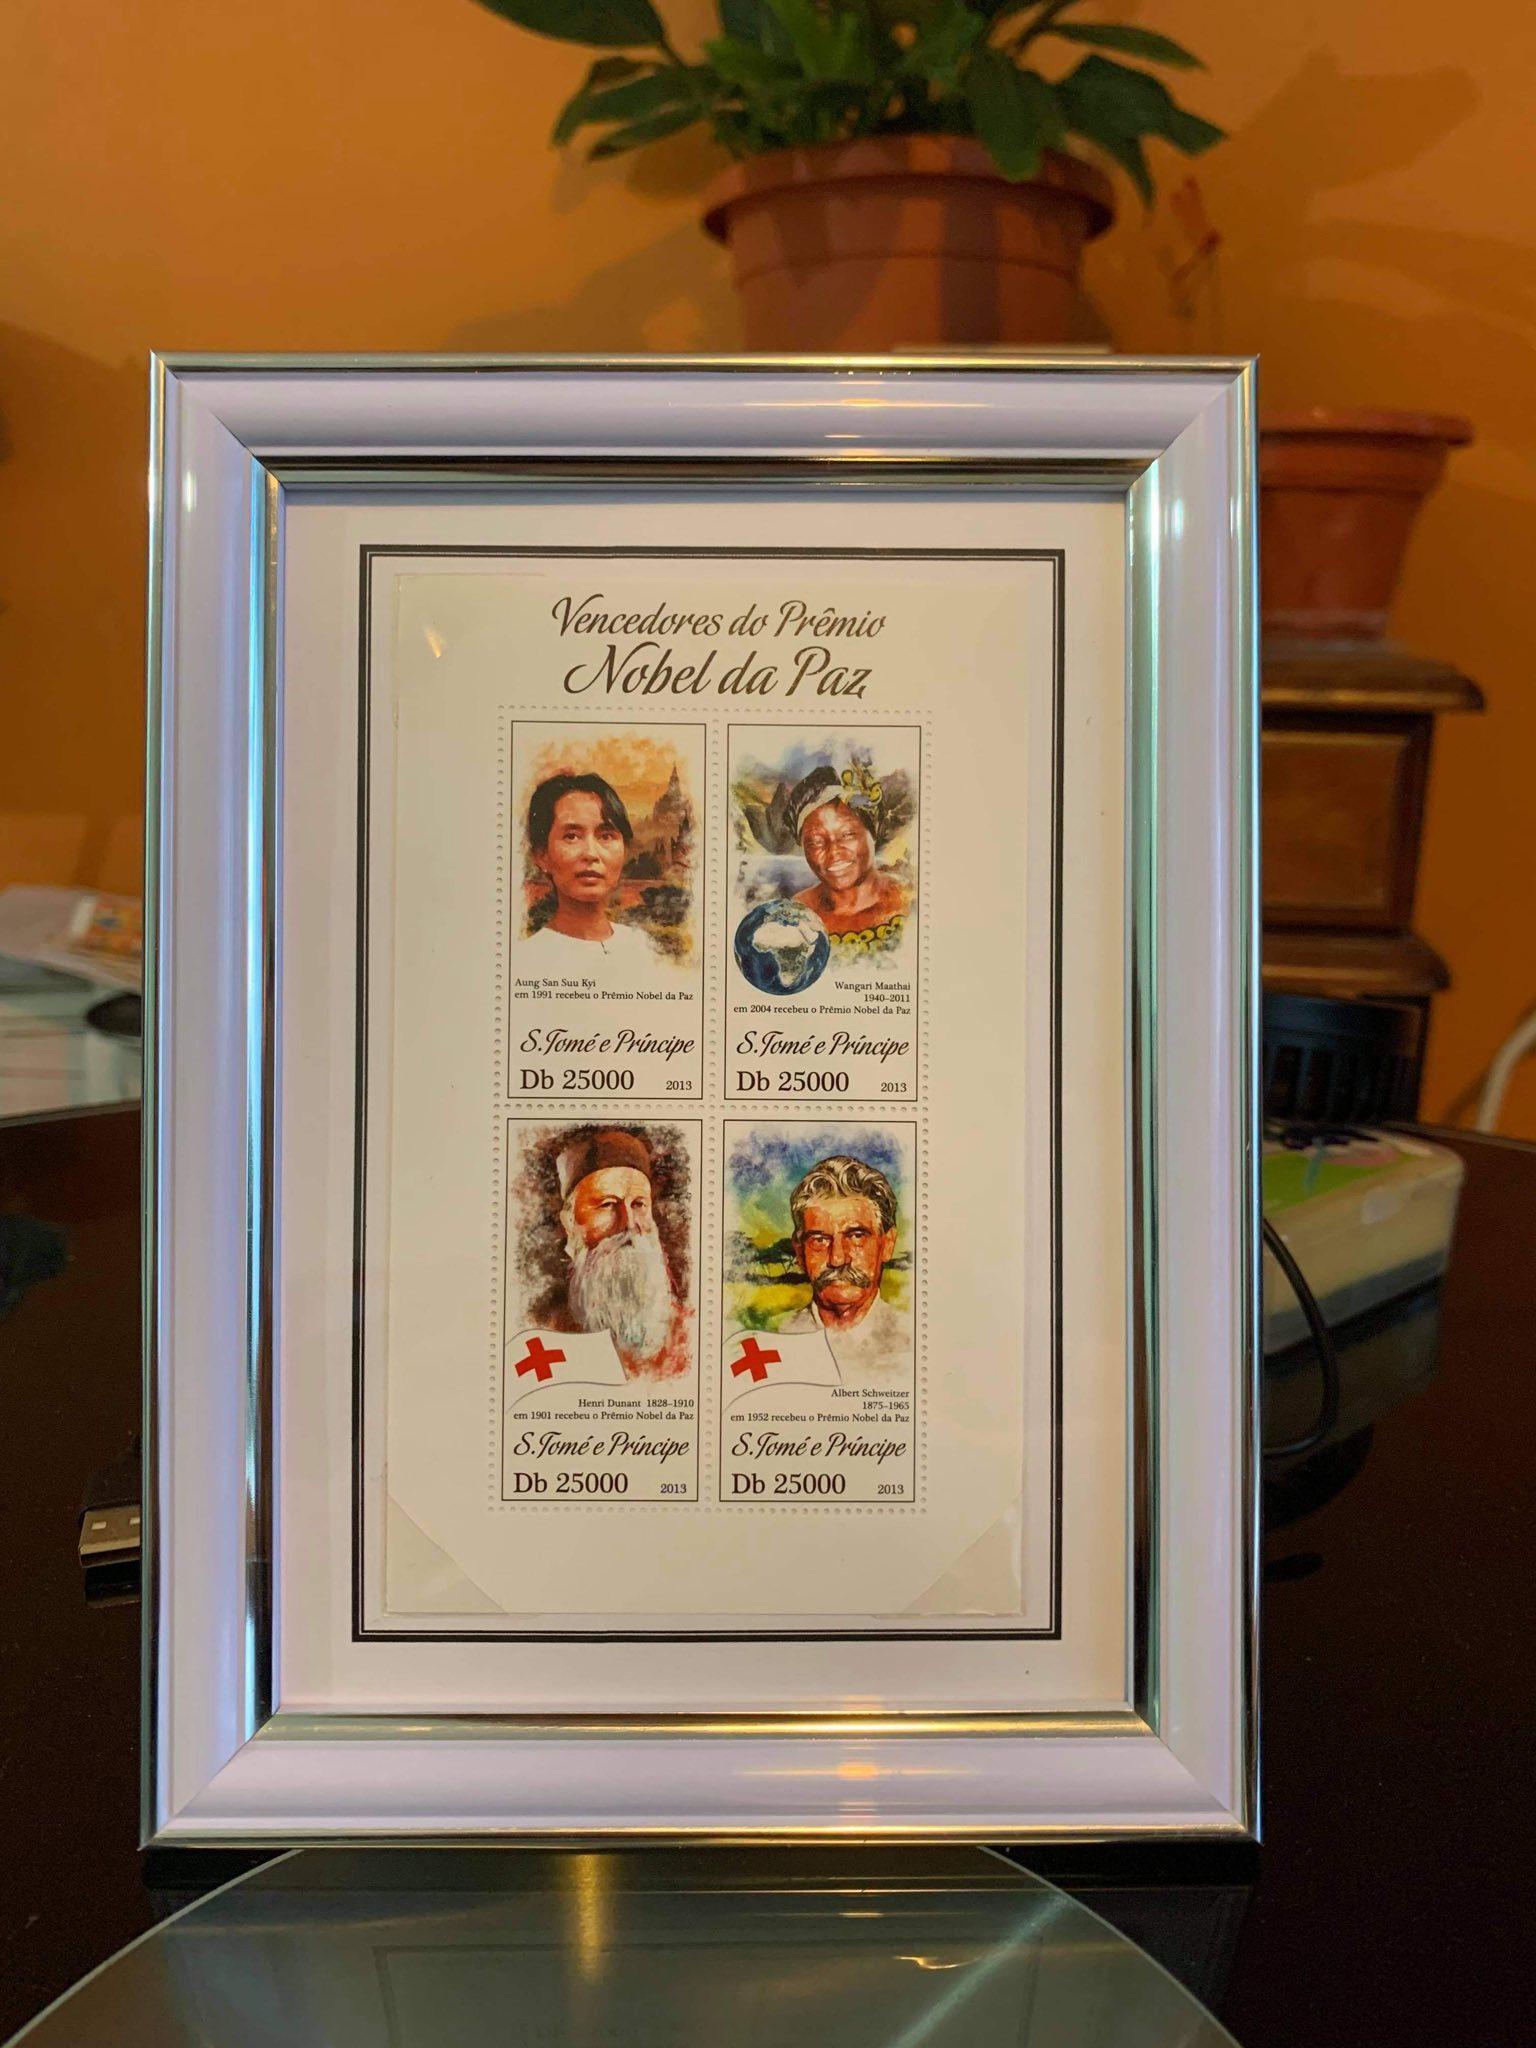 Vencedores do Prêmio
Nobel da Paz
Aung San Suu Kyi
em 1991 recebeu o Prêmio Nobel da Paz
S.Tomé e Príncipe
Db 25000 2013
Wangari Maathai
1940–2011
em 2004 recebeu o Prêmio Nobel da Paz
S.Tomé e Príncipe
Db 25000 2013
Henri Dunant 1828–1910
em 1901 recebeu o Prêmio Nobel da Paz
S.Tomé e Príncipe
Db 25000 2013
Albert Schweitzer
1875–1965
em 1952 recebeu o Prêmio Nobel da Paz
S.Tomé e Príncipe
Db 25000 2013